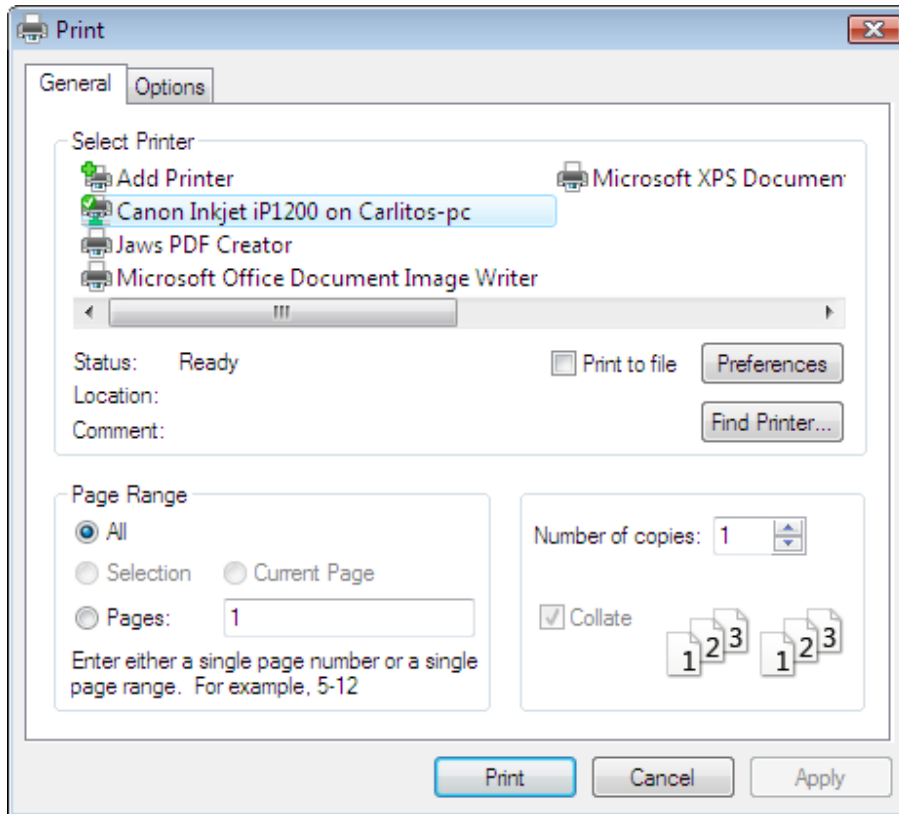 Print
General
Options
Select Printer
Add Printer
Microsoft XPS Documen
Canon Inkjet iP1200 on Carlitos-pc
Jaws PDF Creator
Microsoft Office Document Image Writer
Status: Ready
Print to file
Preferences
Location:
Comment:
Find Printer...
Page Range
All
Selection
Current Page
Pages: 1
Enter either a single page number or a single
page range. For example, 5-12
Number of copies: 1
Collate
1 2 3 1 2 3
Print
Cancel
Apply